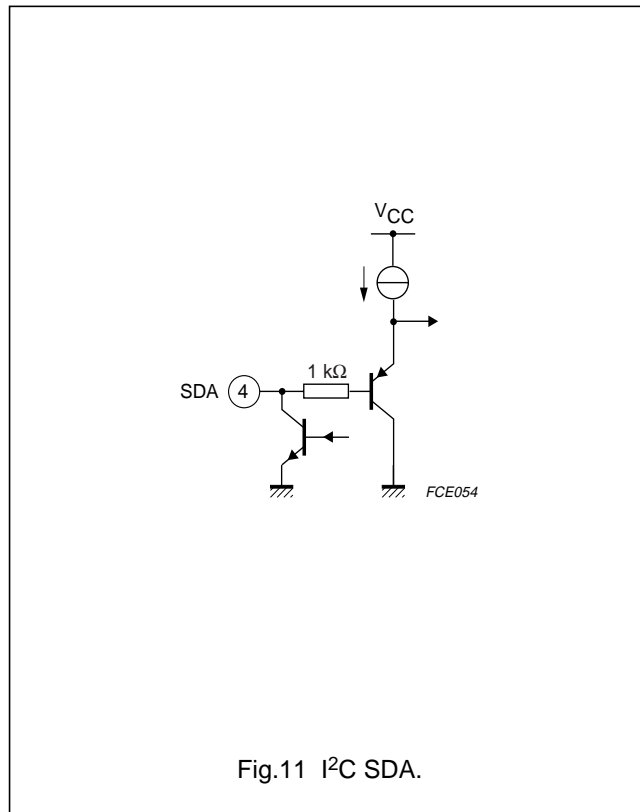 VCC
1 kΩ
SDA 4
FCE054
Fig.11 I²C SDA.